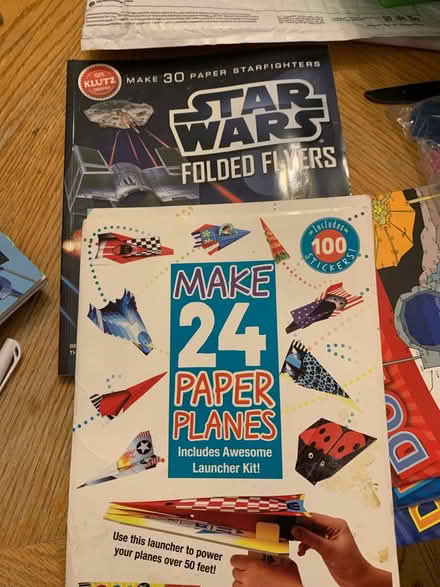 KLUTZ
MAKE 30 PAPER STARFIGHTERS
STAR
WARS
FOLDED FLYERS
Includes
100
STICKERS!
MAKE
24
PAPER
PLANES
Includes Awesome
Launcher Kit!
Use this launcher to power
your planes over 50 feet!